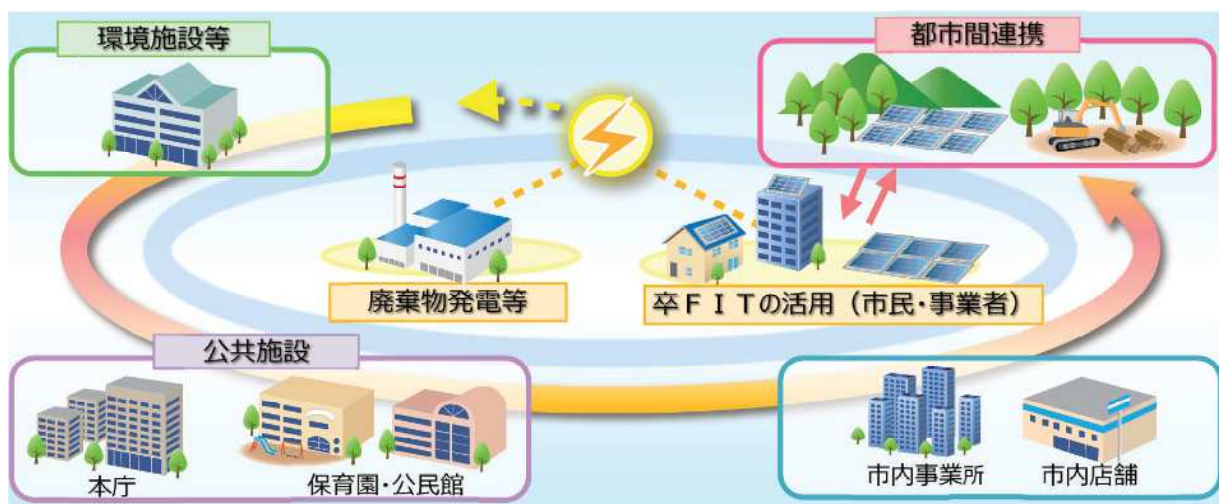 環境施設等
都市間連携
廃棄物発電等
卒ＦＩＴの活用（市民・事業者）
公共施設
本庁
保育園・公民館
市内事業所
市内店舗